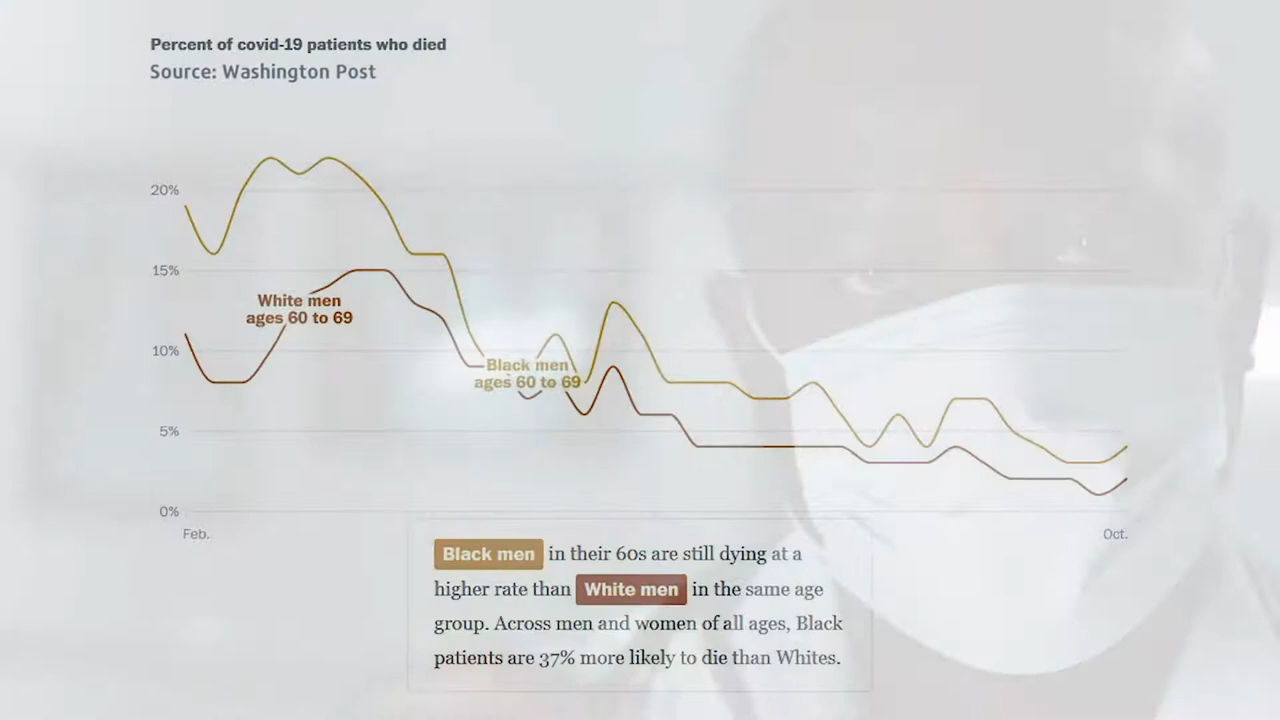 Percent of covid-19 patients who died
Source: Washington Post
20%
15%
White men
ages 60 to 69
10%
Black men
ages 60 to 69
5%
0%
Feb.
Oct.
Black men in their 60s are still dying at a
higher rate than White men in the same age
group. Across men and women of all ages, Black
patients are 37% more likely to die than Whites.